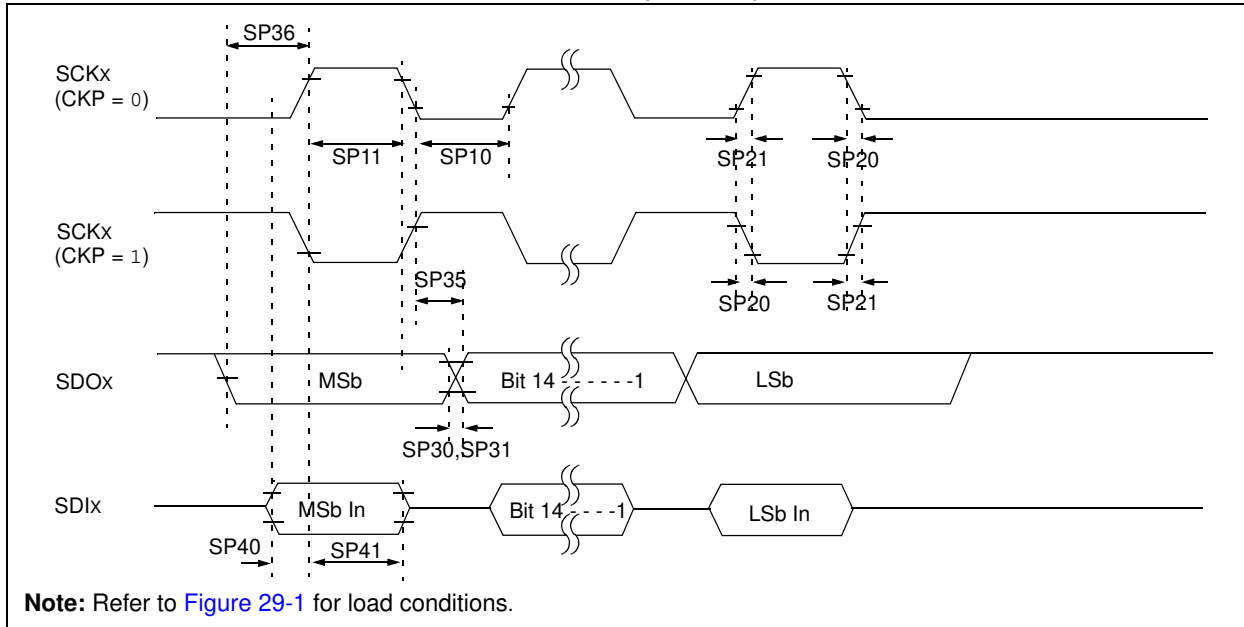 SP36
SCKx
(CKP = 0)
SP11
SP10
SP21
SP20
SCKx
(CKP = 1)
SP35
SP20
SP21
SDOx
MSb
Bit 14 - - - - - -1
LSb
SP30,SP31
SDIx
MSb In
Bit 14 - - - -1
LSb In
SP40
SP41
Note: Refer to Figure 29-1 for load conditions.